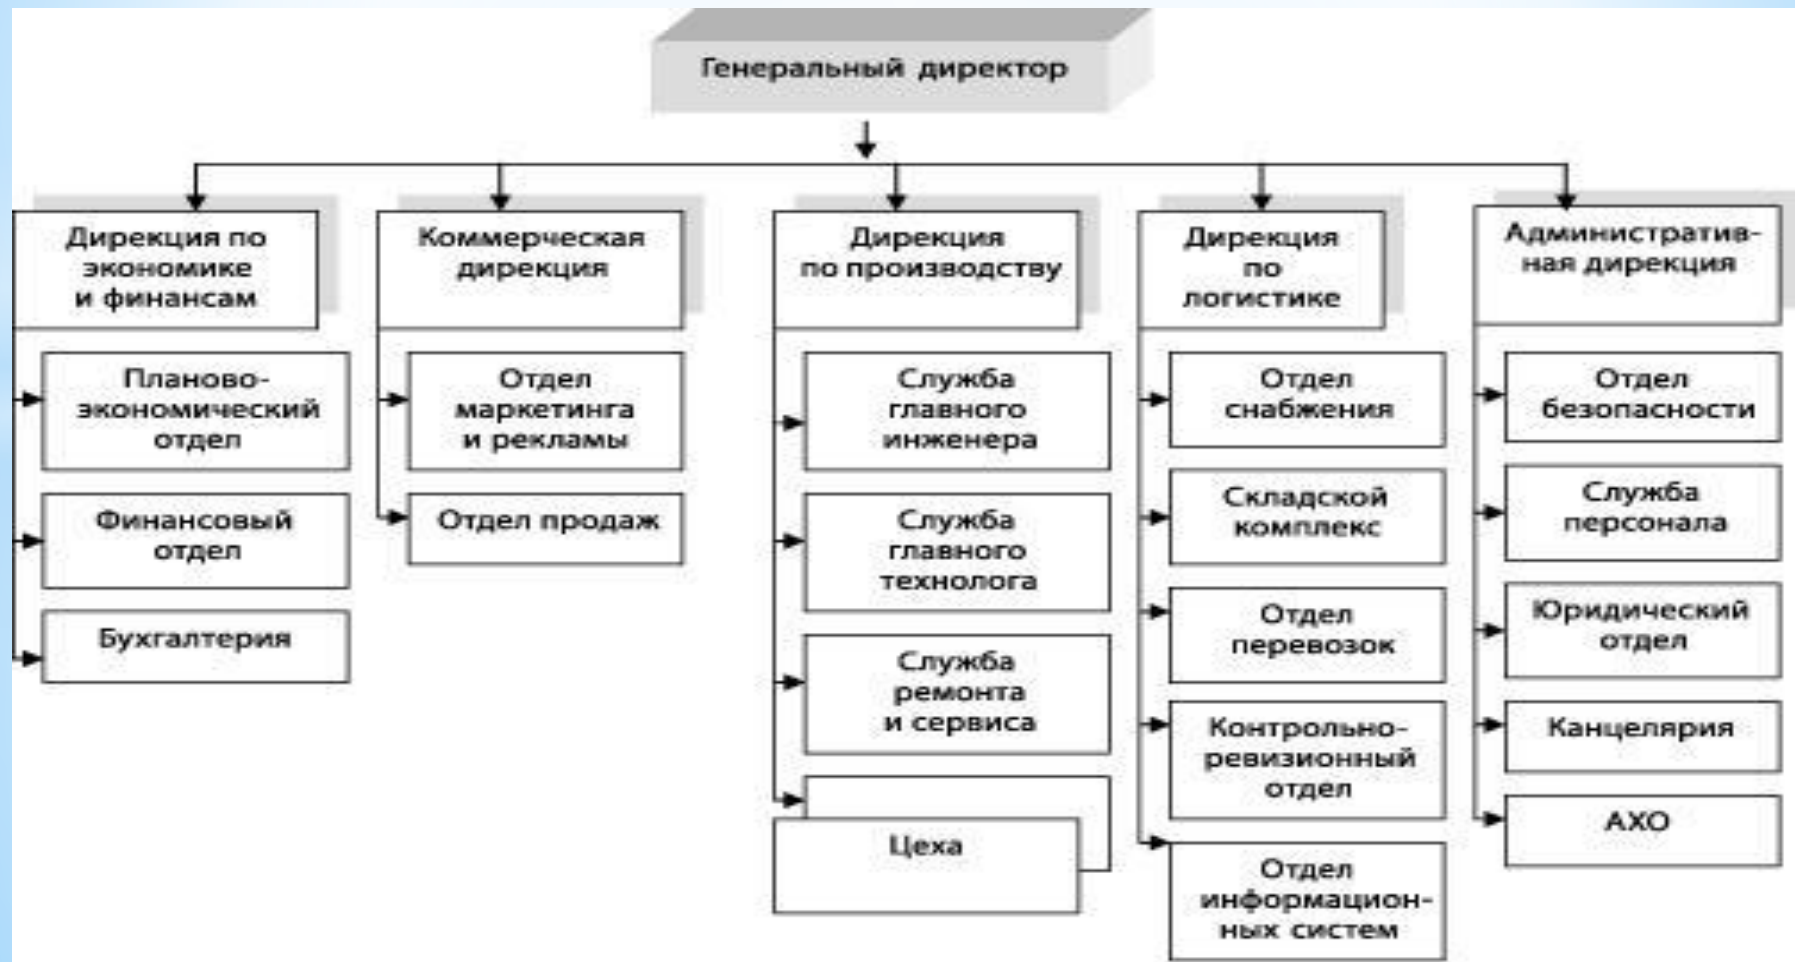 Генеральный директор
Дирекция по
экономике
и финансам
Планово-
экономический
отдел
Финансовый
отдел
Бухгалтерия
Коммерческая
дирекция
Отдел
маркетинга
и рекламы
Отдел продаж
Дирекция
по производству
Служба
главного
инженера
Служба
главного
технолога
Служба
ремонта
и сервиса
Цеха
Дирекция
по
логистике
Отдел
снабжения
Складской
комплекс
Отдел
перевозок
Контрольно-
ревизионный
отдел
Отдел
информацион-
ных систем
Административ-
ная дирекция
Отдел
безопасности
Служба
персонала
Юридический
отдел
Канцелярия
АХО